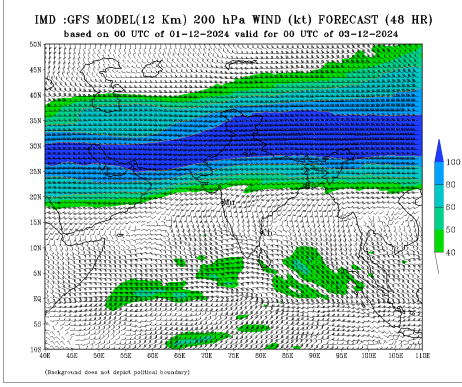 IMD :GFS MODEL(12 Km) 200 hPa WIND (kt) FORECAST (48 HR)
based on 00 UTC of 01-12-2024 valid for 00 UTC of 03-12-2024
50N
45N
40N
35N
30N
25N
20N
15N
10N
5N
EQ
5S
10S
40E 45E 50E 55E 60E 65E 70E 75E 80E 85E 90E 95E 100E 105E 110E
100
80
60
50
40
(Background does not depict political boundary)